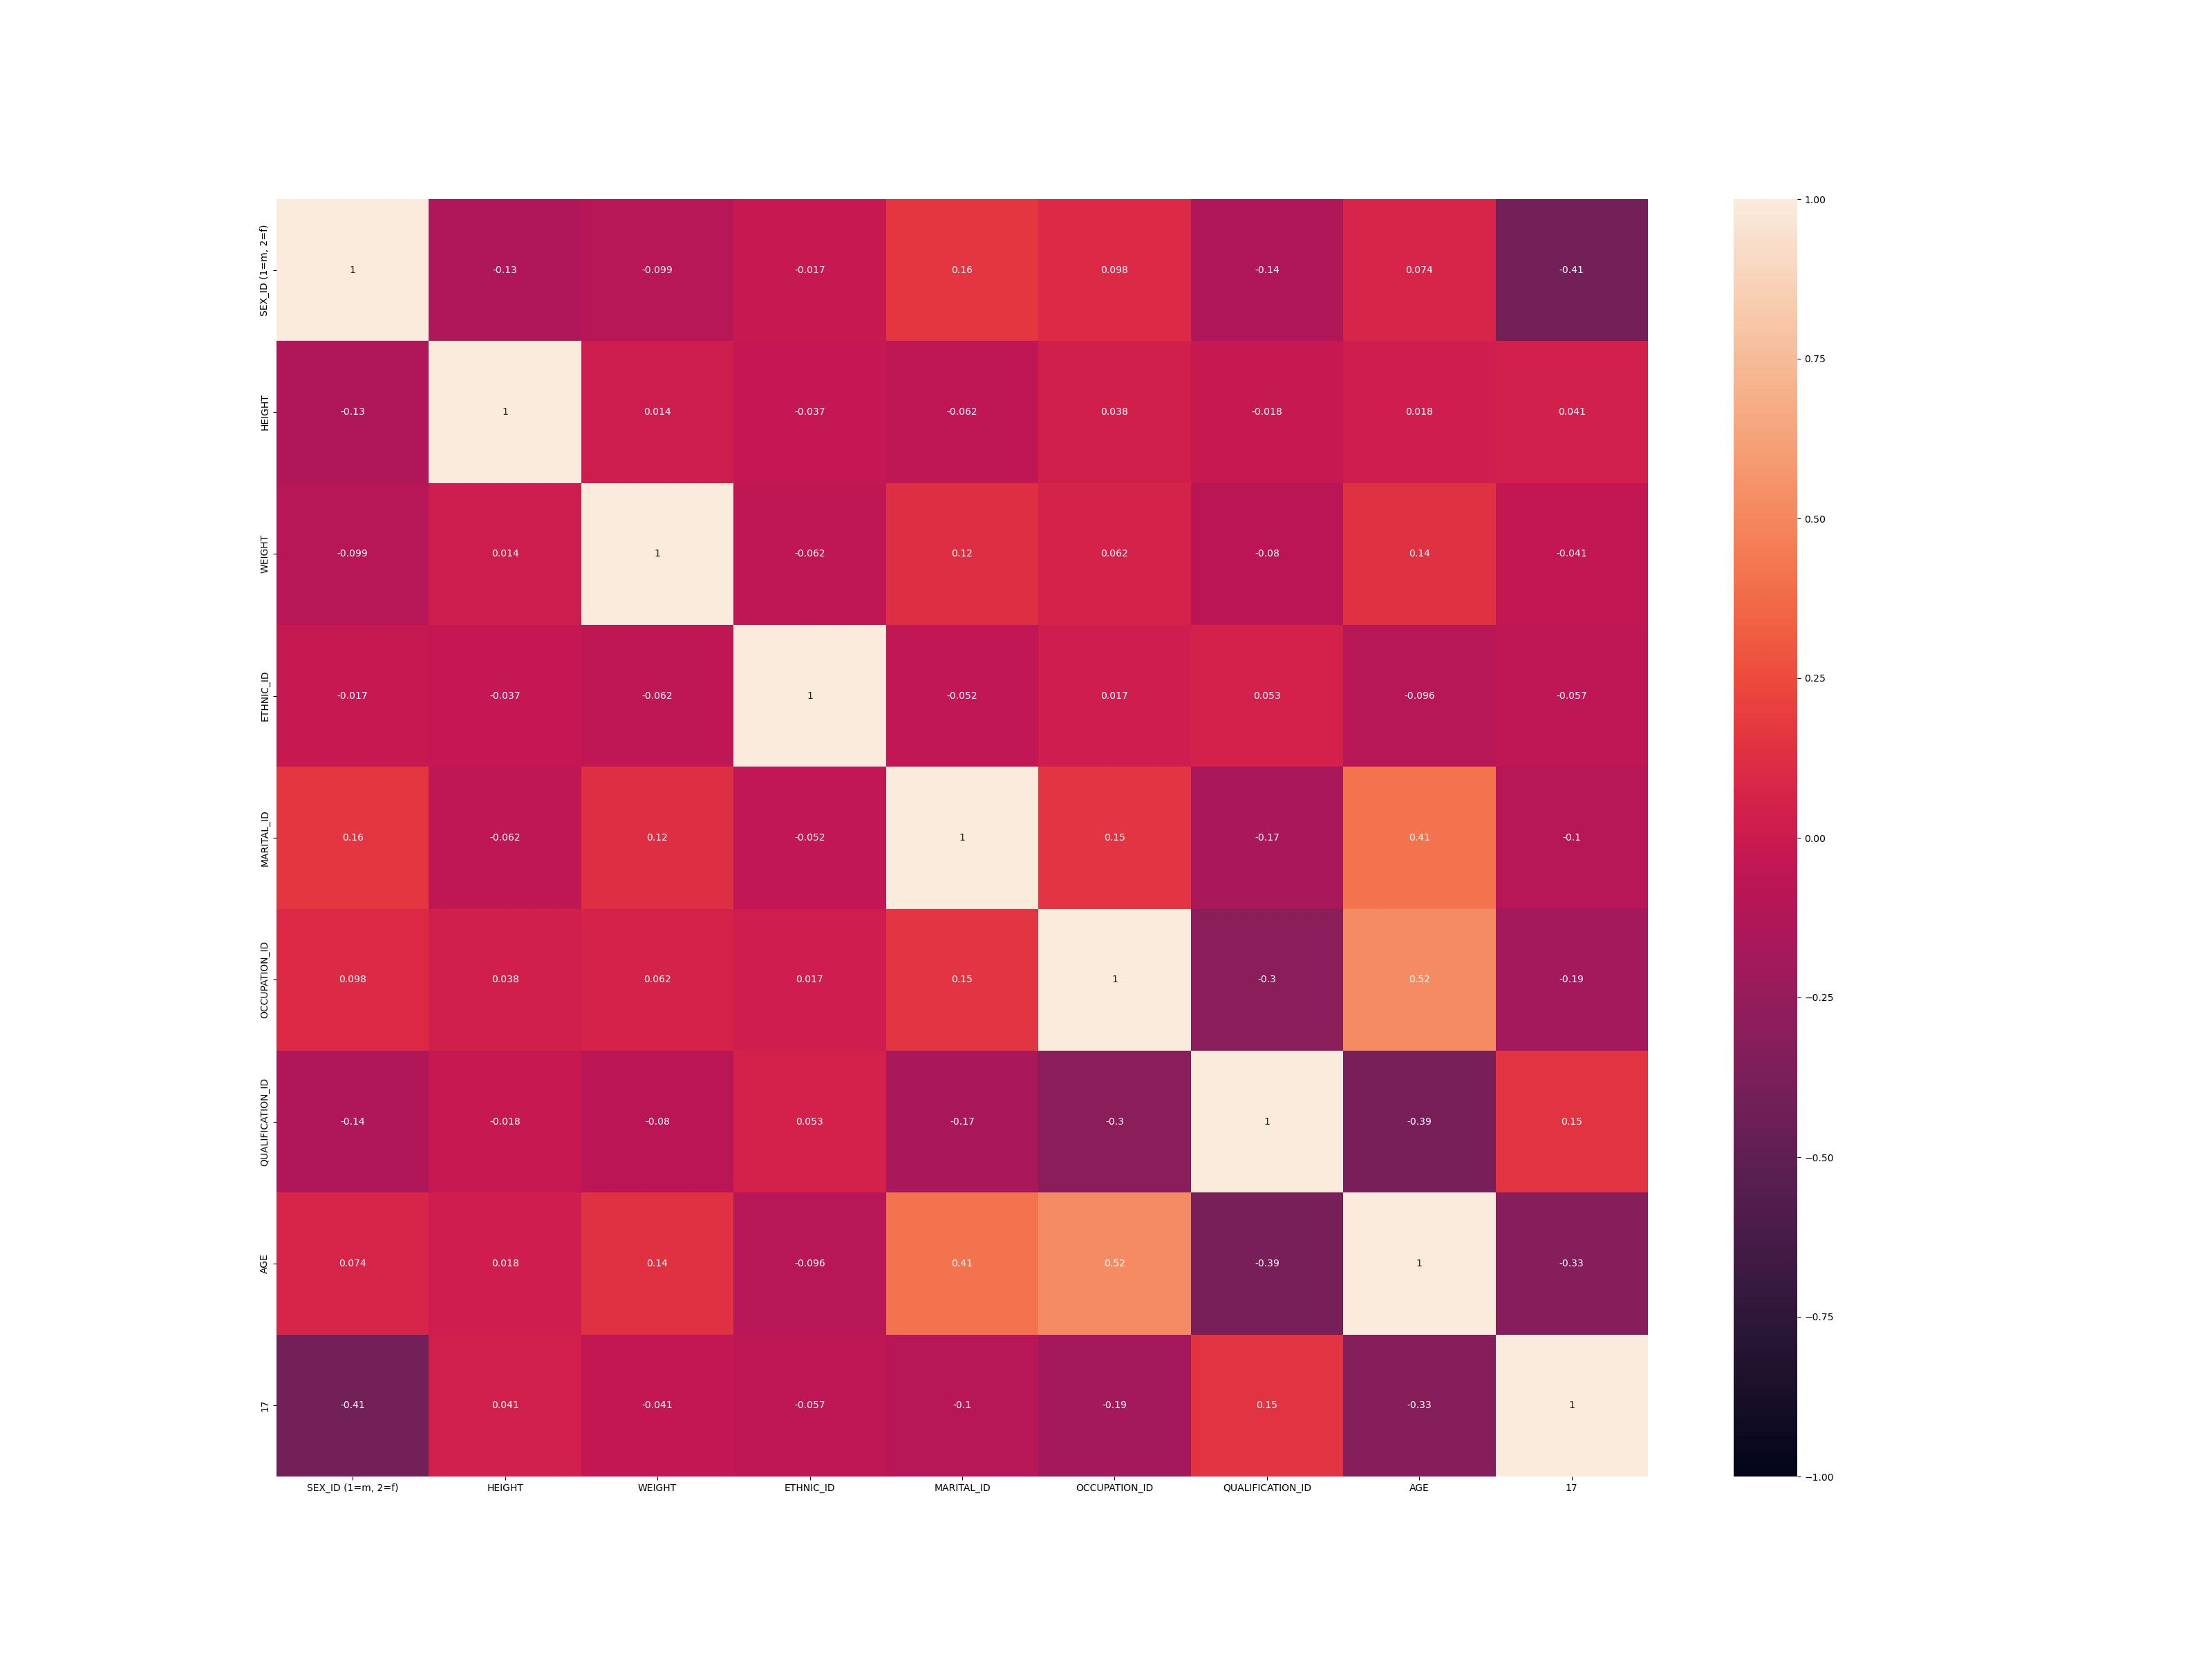 SEX_ID (1=m, 2=f) 1 -0.13 -0.099 -0.017 0.16 0.098 -0.14 0.074 -0.41
HEIGHT -0.13 1 0.014 -0.037 -0.062 0.038 -0.018 0.018 0.041
WEIGHT -0.099 0.014 1 -0.062 0.12 0.062 -0.08 0.14 -0.041
ETHNIC_ID -0.017 -0.037 -0.062 1 -0.052 0.017 0.053 -0.096 -0.057
MARITAL_ID 0.16 -0.062 0.12 -0.052 1 0.15 -0.17 0.41 -0.1
OCCUPATION_ID 0.098 0.038 0.062 0.017 0.15 1 -0.3 0.52 -0.19
QUALIFICATION_ID -0.14 -0.018 -0.08 0.053 -0.17 -0.3 1 -0.39 0.15
AGE 0.074 0.018 0.14 -0.096 0.41 0.52 -0.39 1 -0.33
17 -0.41 0.041 -0.041 -0.057 -0.1 -0.19 0.15 -0.33 1
SEX_ID (1=m, 2=f) HEIGHT WEIGHT ETHNIC_ID MARITAL_ID OCCUPATION_ID QUALIFICATION_ID AGE 17
1.00
0.75
0.50
0.25
0.00
−0.25
−0.50
−0.75
−1.00